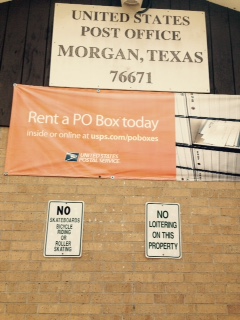 UNITED STATES
POST OFFICE
MORGAN, TEXAS
76671
Rent a PO Box today
inside or online at usps.com/poboxes
UNITED STATES
POSTAL SERVICE
NO
SKATEBOARDS
BICYCLE
RIDING
OR
ROLLER
SKATING
NO
LOITERING
ON THIS
PROPERTY